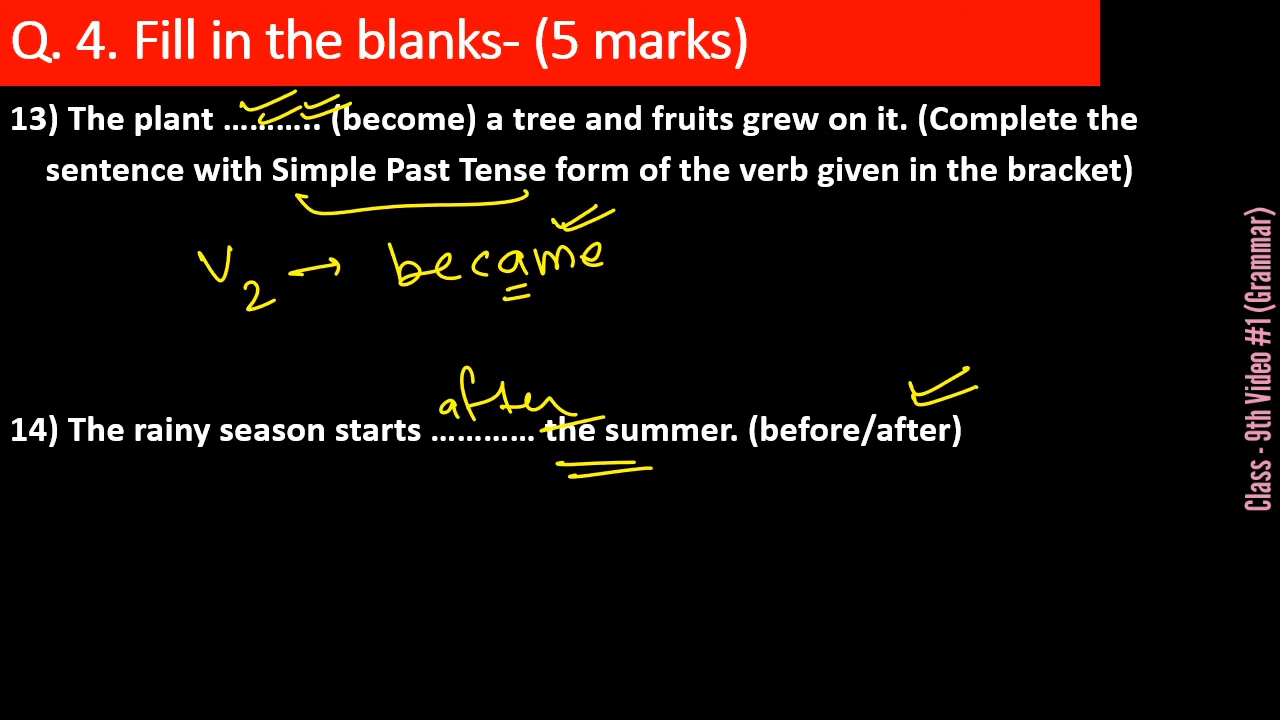 Q. 4. Fill in the blanks- (5 marks)
13) The plant ……….. (become) a tree and fruits grew on it. (Complete the
sentence with Simple Past Tense form of the verb given in the bracket)
V2 → became
after
14) The rainy season starts ………… the summer. (before/after)
Class - 9th Video #1 (Grammar)